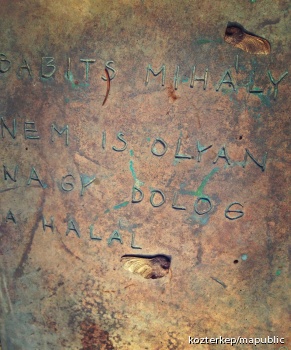 BABITS MIHÁLY
NEM IS OLYAN
NAGY DOLOG
A HALÁL
kozterkep/mapublic